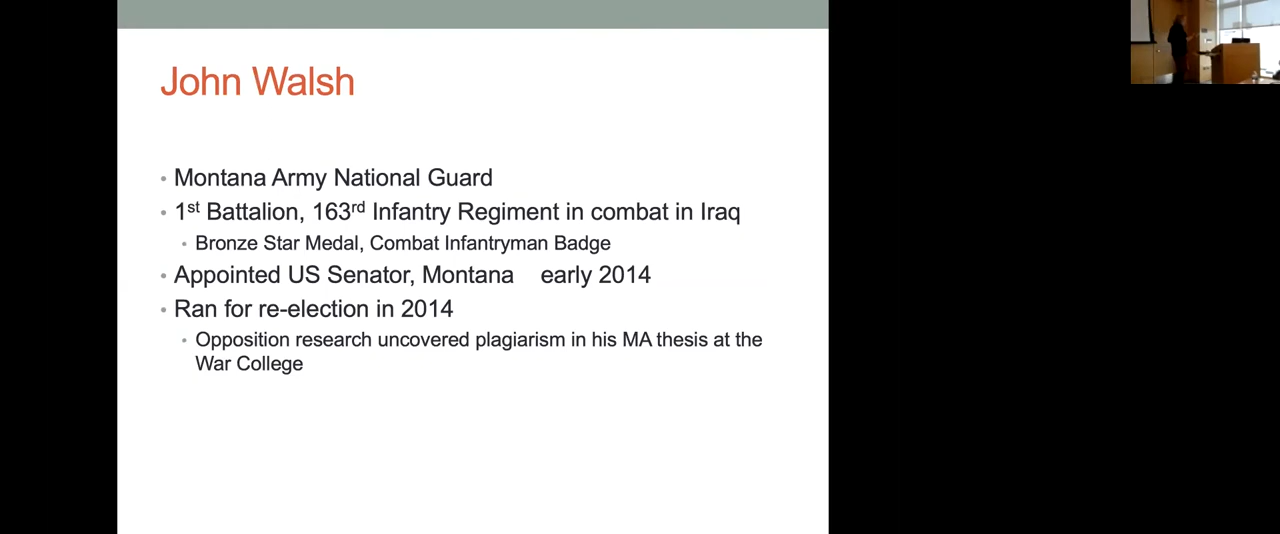 John Walsh
• Montana Army National Guard
• 1st Battalion, 163rd Infantry Regiment in combat in Iraq
• Bronze Star Medal, Combat Infantryman Badge
• Appointed US Senator, Montana early 2014
• Ran for re-election in 2014
• Opposition research uncovered plagiarism in his MA thesis at the
War College